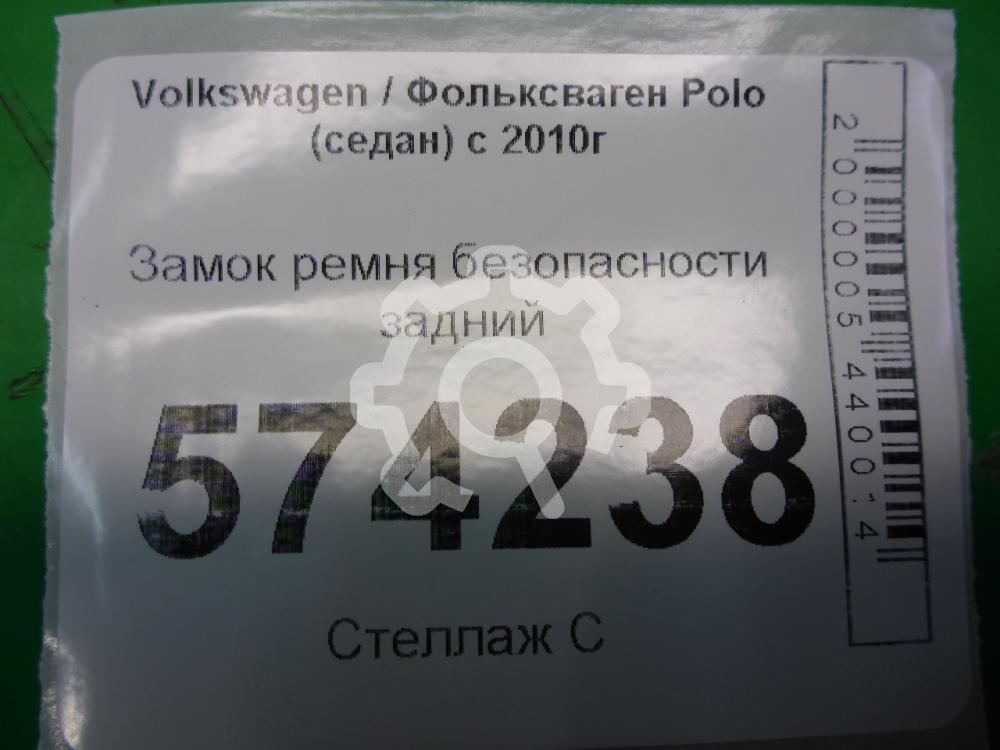 Volkswagen / Фольксваген Polo
(седан) с 2010г
Замок ремня безопасности
задний
574238
Стеллаж С
2000005440014